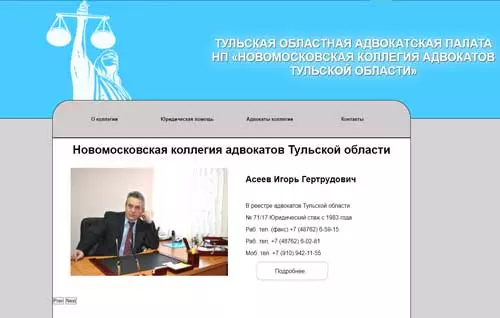 ТУЛЬСКАЯ ОБЛАСТНАЯ АДВОКАТСКАЯ ПАЛАТА
НП «НОВОМОСКОВСКАЯ КОЛЛЕГИЯ АДВОКАТОВ
ТУЛЬСКОЙ ОБЛАСТИ»
О коллегии Юридическая помощь Адвокаты коллегии Контакты
Новомосковская коллегия адвокатов Тульской области
Асеев Игорь Гертрудович
В реестре адвокатов Тульской области
№ 71/17 Юридический стаж с 1983 года
Раб. тел. (факс) +7 (48762) 6-59-15
Раб. тел. +7 (48762) 6-02-81
Моб. тел. +7 (910) 942-11-55
Подробнее
Prev Next